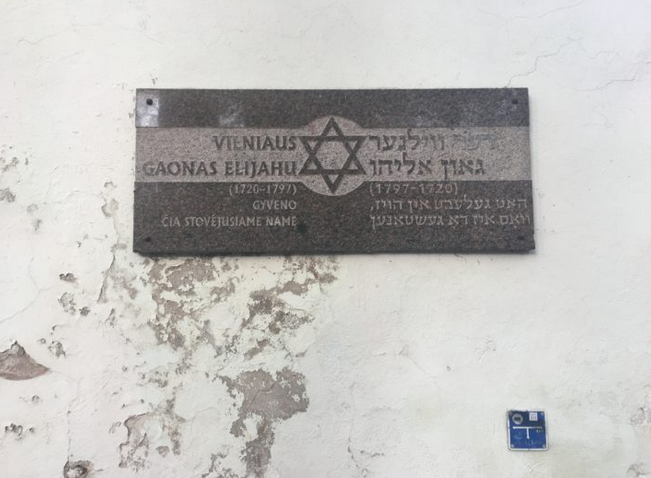 VILNIAUS
GAONAS ELIJAHU
(1720–1797)
GYVENO
ČIA STOVĖJUSIAME NAME
דער ווילנער
גאון אליהו
(1797–1720)
האט געלעבט אין הויז,
וואס איז דא געשטאנען